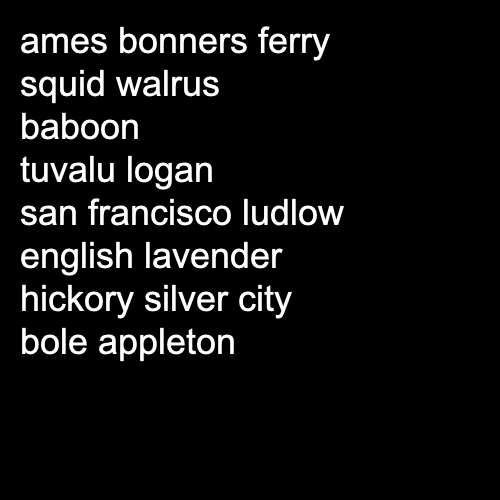 ames bonners ferry
squid walrus
baboon
tuvalu logan
san francisco ludlow
english lavender
hickory silver city
bole appleton